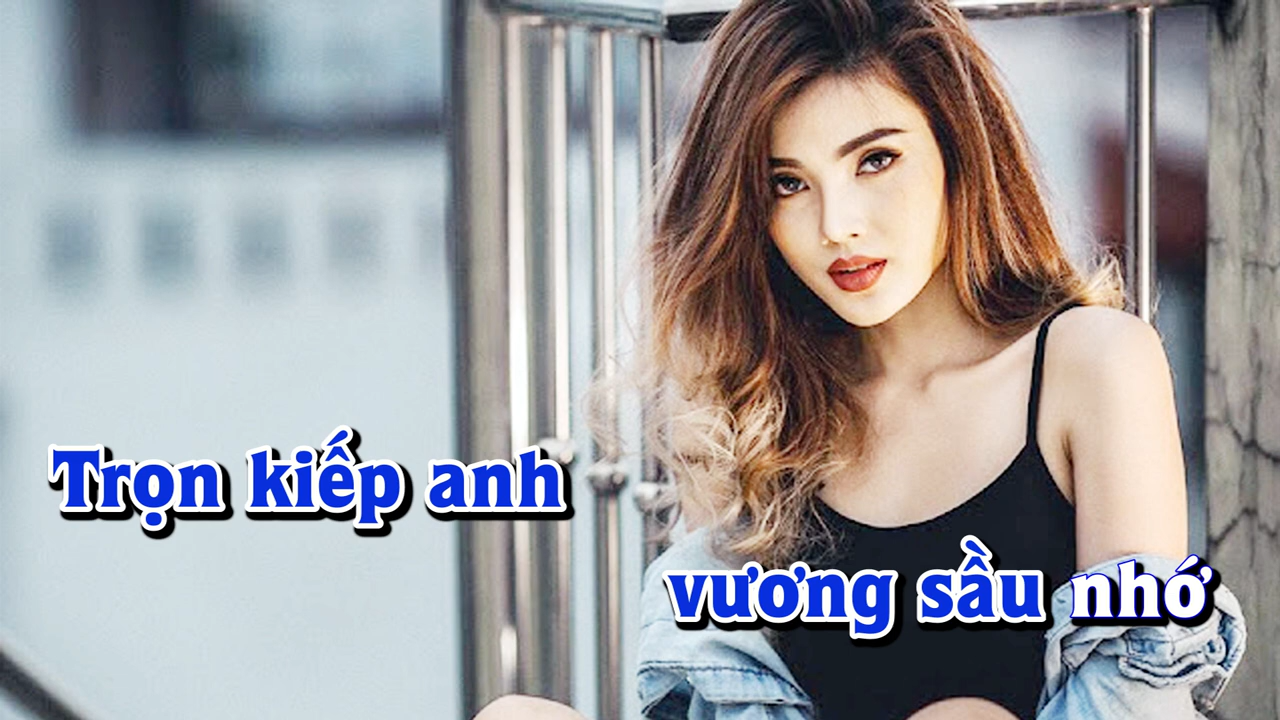 Trọn kiếp anh
vương sầu nhớ